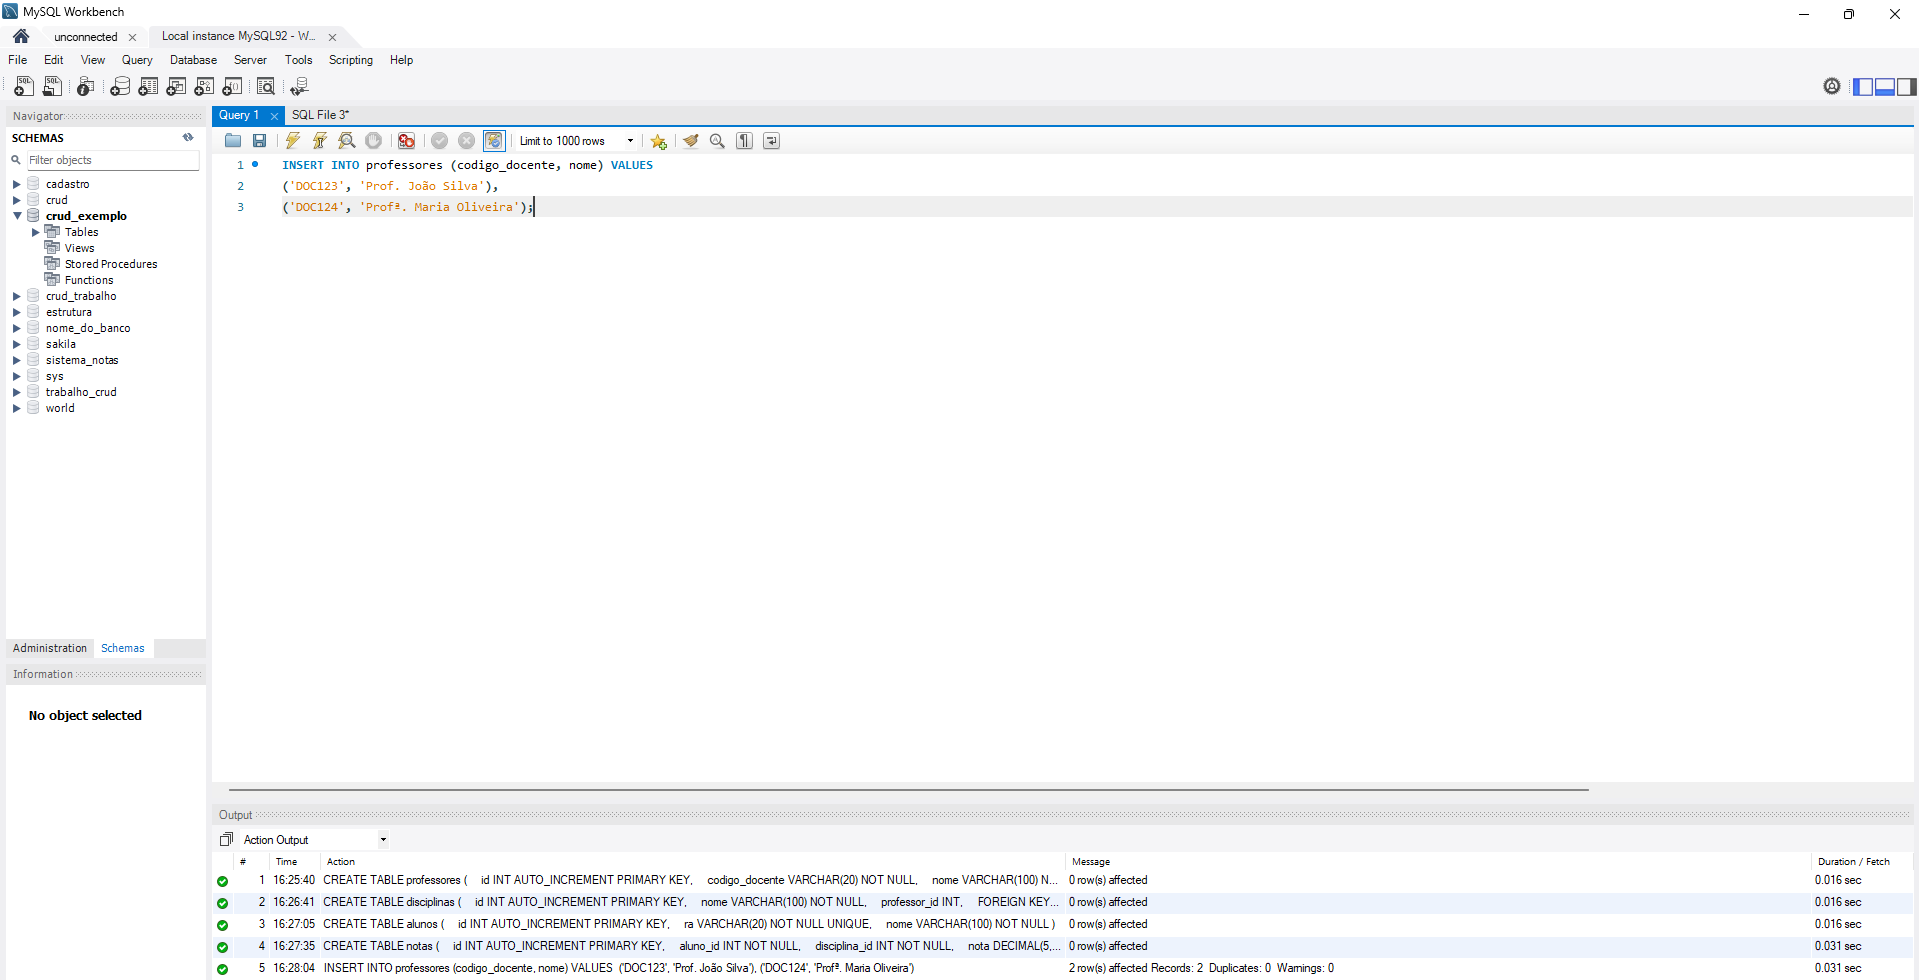 MySQL Workbench
unconnected
Local instance MySQL92 - W...
File Edit View Query Database Server Tools Scripting Help
Navigator
SCHEMAS
Filter objects
cadastro
crud
crud_exemplo
Tables
Views
Stored Procedures
Functions
crud_trabalho
estrutura
nome_do_banco
sakila
sistema_notas
sys
trabalho_crud
world
Administration Schemas
Information
No object selected
Query 1 SQL File 3*
Limit to 1000 rows
1 INSERT INTO professores (codigo_docente, nome) VALUES
2 ('DOC123', 'Prof. João Silva'),
3 ('DOC124', 'Profª. Maria Oliveira');
Output
Action Output
# Time Action Message Duration / Fetch
1 16:25:40 CREATE TABLE professores ( id INT AUTO_INCREMENT PRIMARY KEY, codigo_docente VARCHAR(20) NOT NULL, nome VARCHAR(100) N... 0 row(s) affected 0.016 sec
2 16:26:41 CREATE TABLE disciplinas ( id INT AUTO_INCREMENT PRIMARY KEY, nome VARCHAR(100) NOT NULL, professor_id INT, FOREIGN KEY... 0 row(s) affected 0.016 sec
3 16:27:05 CREATE TABLE alunos ( id INT AUTO_INCREMENT PRIMARY KEY, ra VARCHAR(20) NOT NULL UNIQUE, nome VARCHAR(100) NOT NULL ) 0 row(s) affected 0.016 sec
4 16:27:35 CREATE TABLE notas ( id INT AUTO_INCREMENT PRIMARY KEY, aluno_id INT NOT NULL, disciplina_id INT NOT NULL, nota DECIMAL(5,... 0 row(s) affected 0.031 sec
5 16:28:04 INSERT INTO professores (codigo_docente, nome) VALUES ('DOC123', 'Prof. João Silva'), ('DOC124', 'Profª. Maria Oliveira') 2 row(s) affected Records: 2 Duplicates: 0 Warnings: 0 0.031 sec